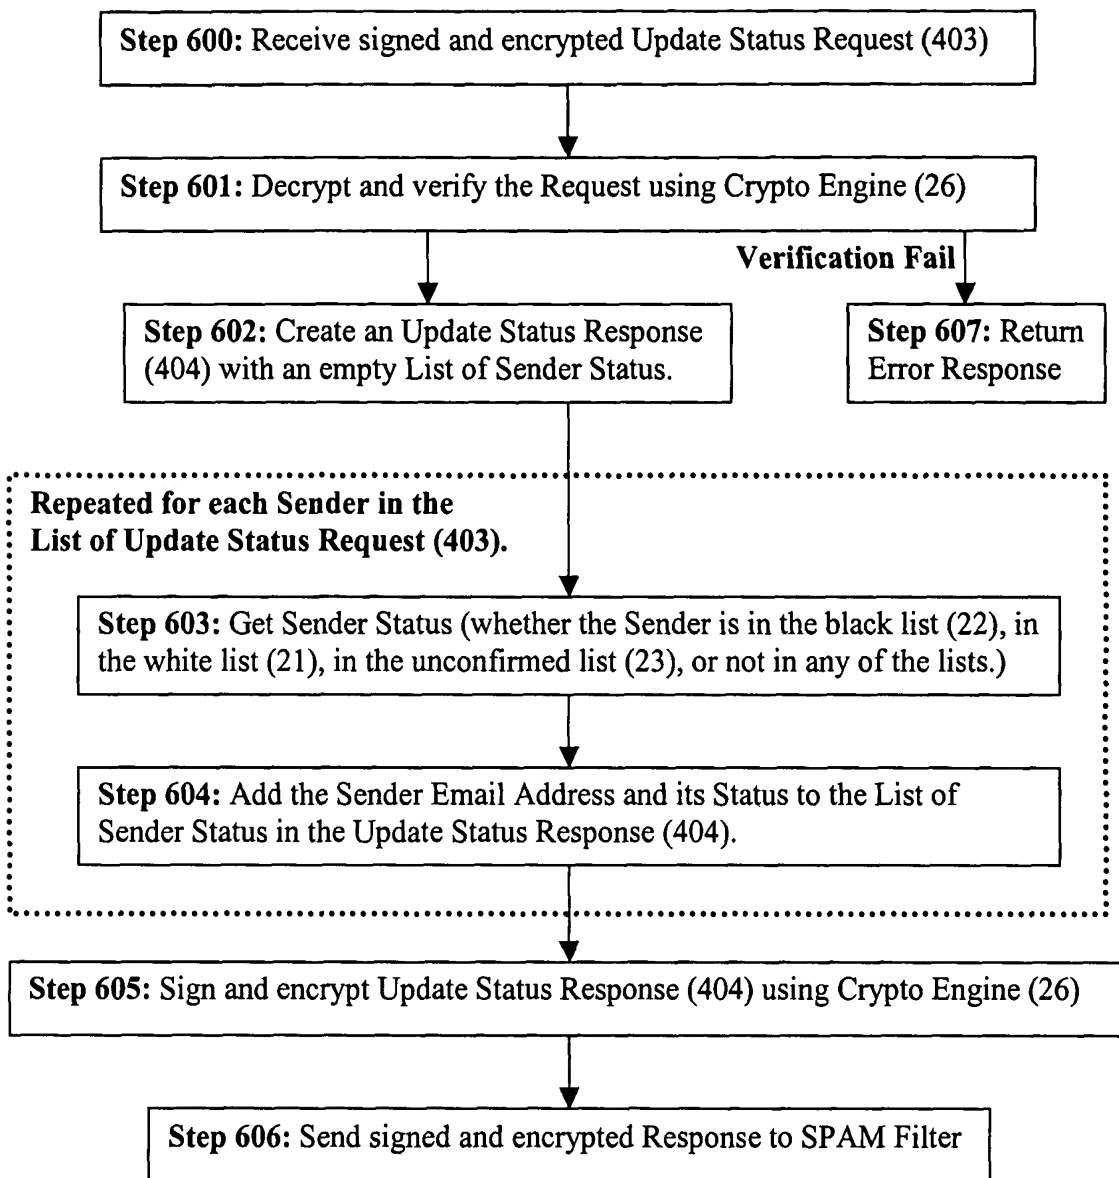 Step 600: Receive signed and encrypted Update Status Request (403)
Step 601: Decrypt and verify the Request using Crypto Engine (26)
Verification Fail
Step 602: Create an Update Status Response
(404) with an empty List of Sender Status.
Step 607: Return
Error Response
Repeated for each Sender in the
List of Update Status Request (403).
Step 603: Get Sender Status (whether the Sender is in the black list (22), in
the white list (21), in the unconfirmed list (23), or not in any of the lists.)
Step 604: Add the Sender Email Address and its Status to the List of
Sender Status in the Update Status Response (404).
Step 605: Sign and encrypt Update Status Response (404) using Crypto Engine (26)
Step 606: Send signed and encrypted Response to SPAM Filter